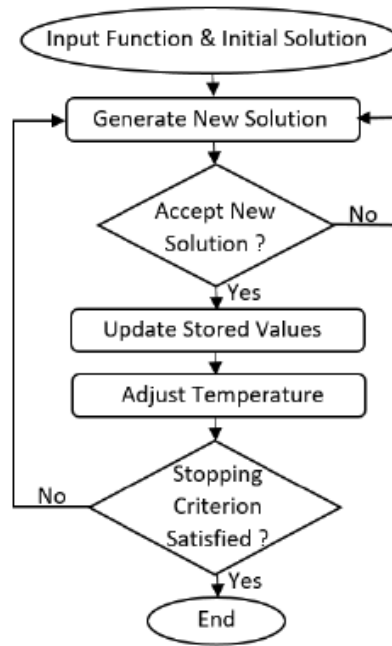 Input Function & Initial Solution
Generate New Solution
Accept New
Solution ?
No
Yes
Update Stored Values
Adjust Temperature
Stopping
Criterion
Satisfied ?
No
Yes
End